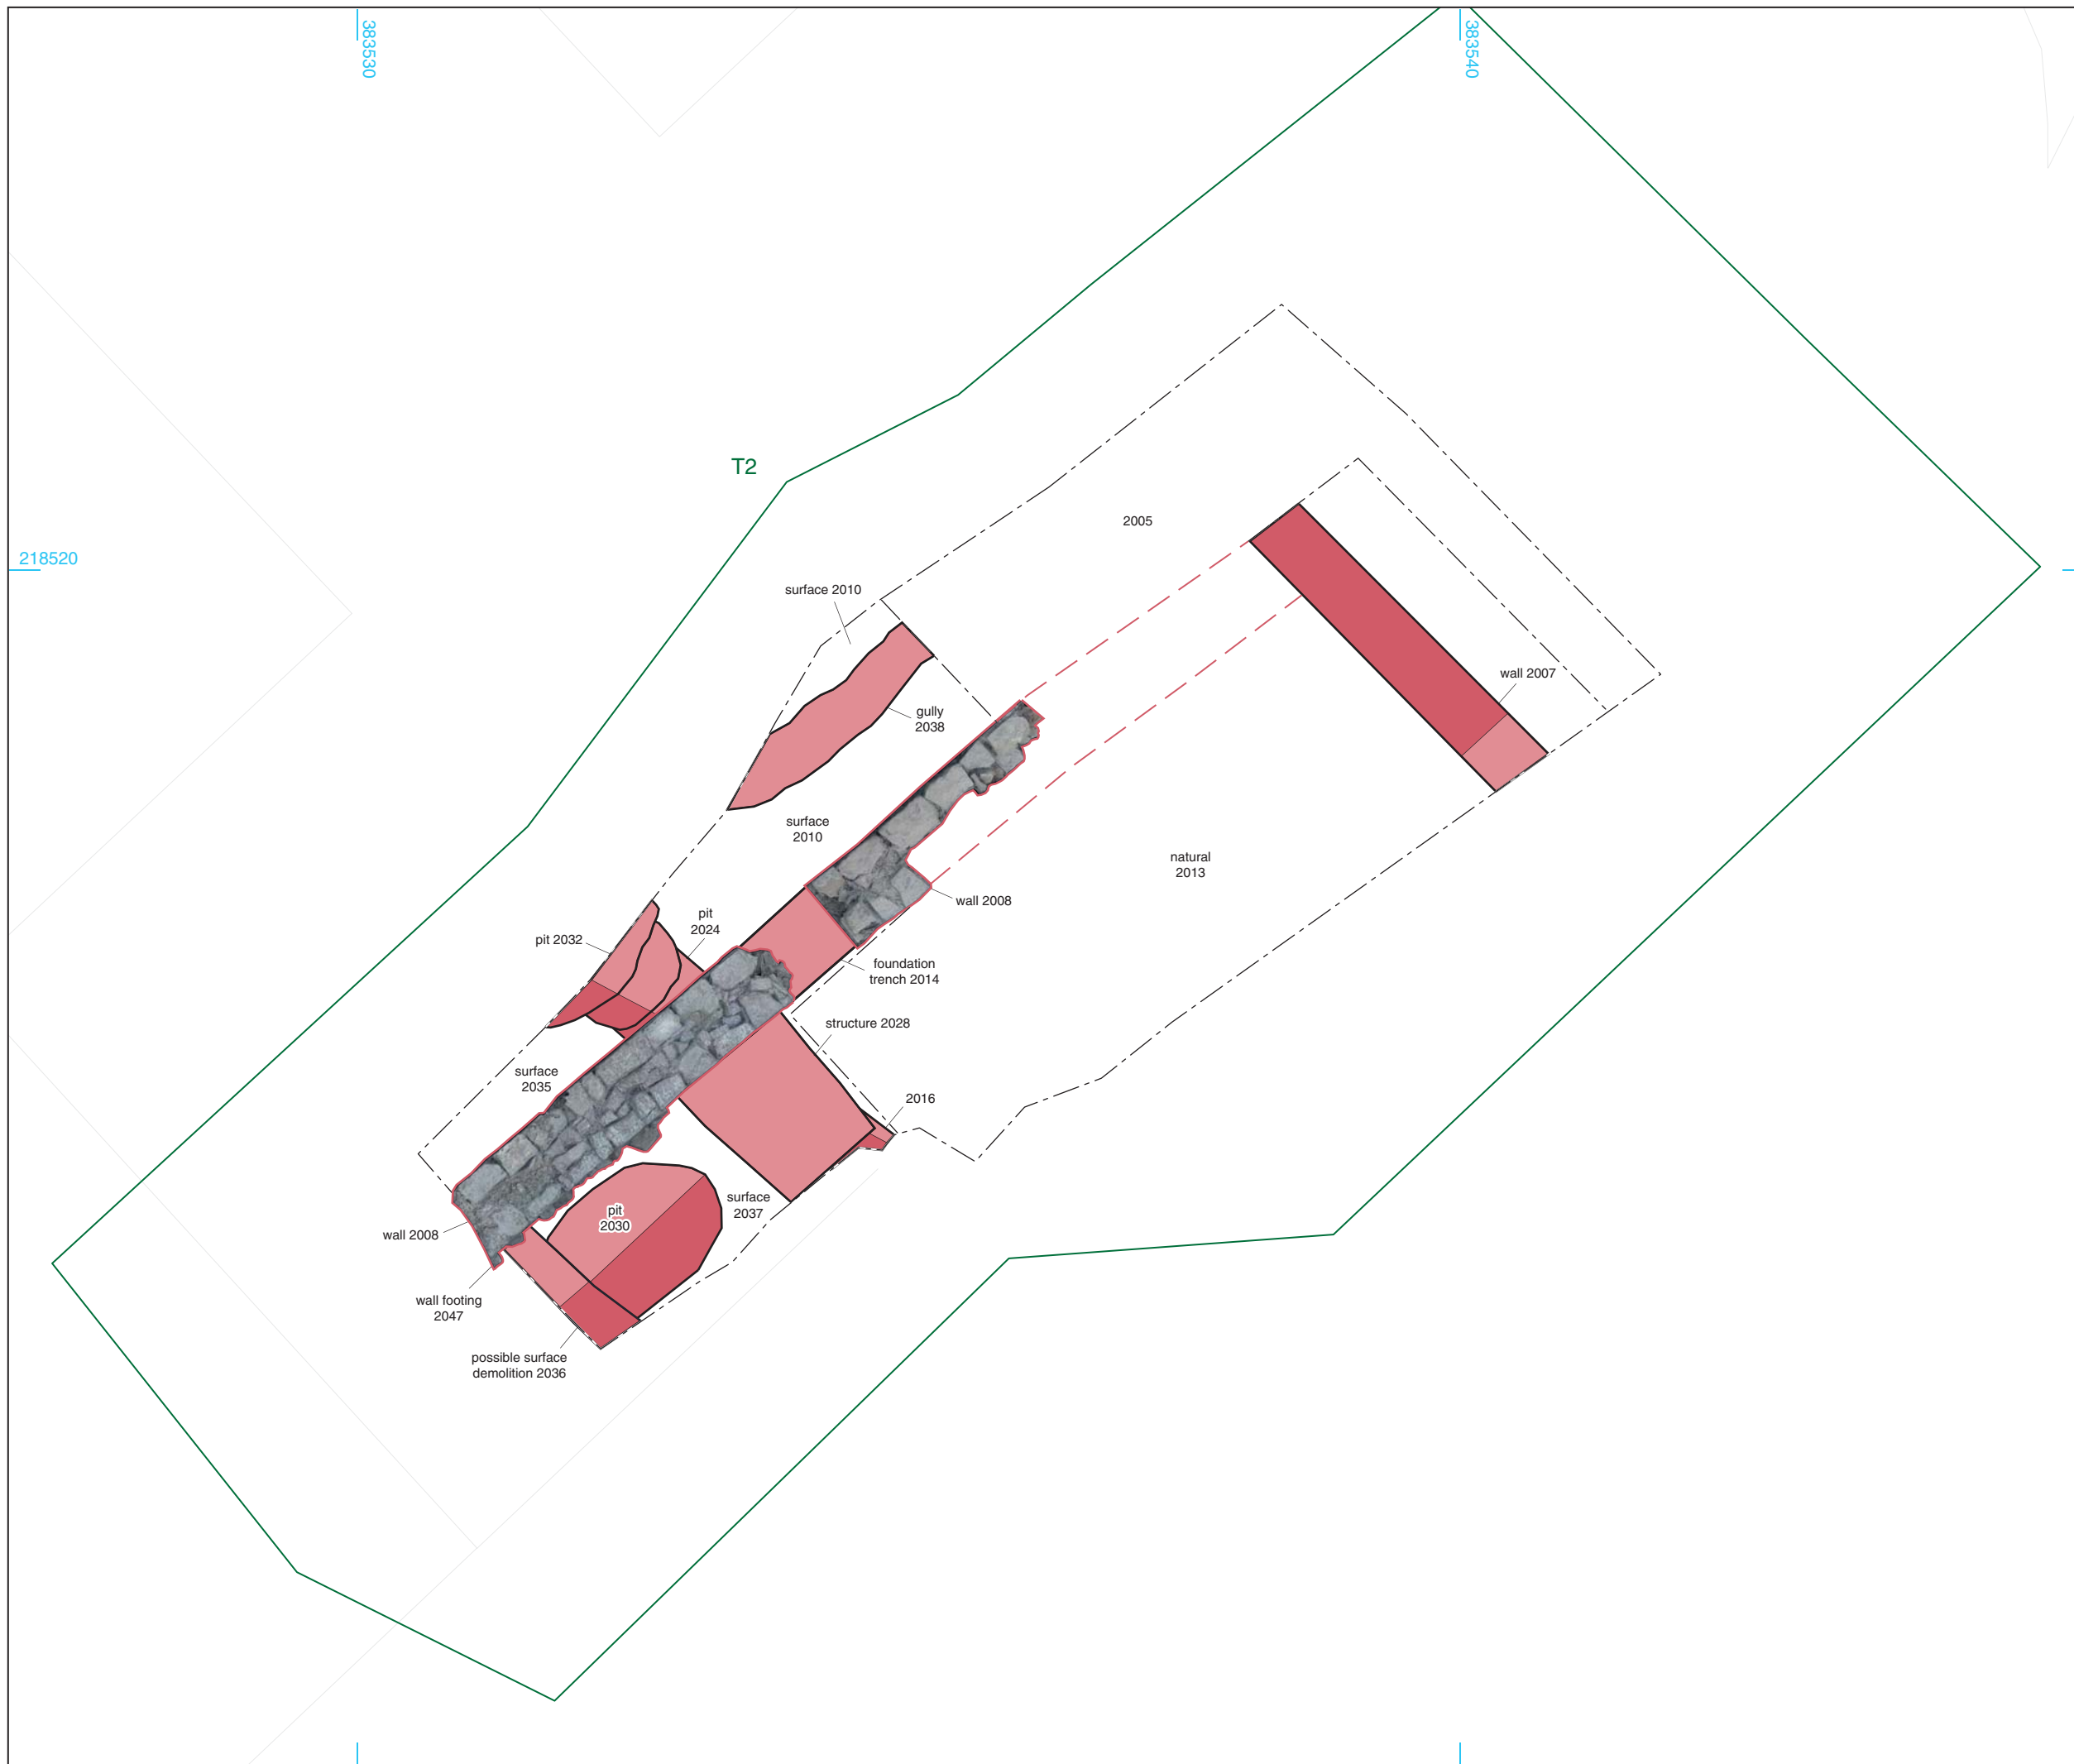 383530
383540
T2
2005
218520
surface 2010
wall 2007
gully
2038
surface
2010
natural
2013
wall 2008
pit
2024
pit 2032
foundation
trench 2014
structure 2028
surface
2035
2016
surface
2037
pit
2030
wall 2008
wall footing
2047
possible surface
demolition 2036